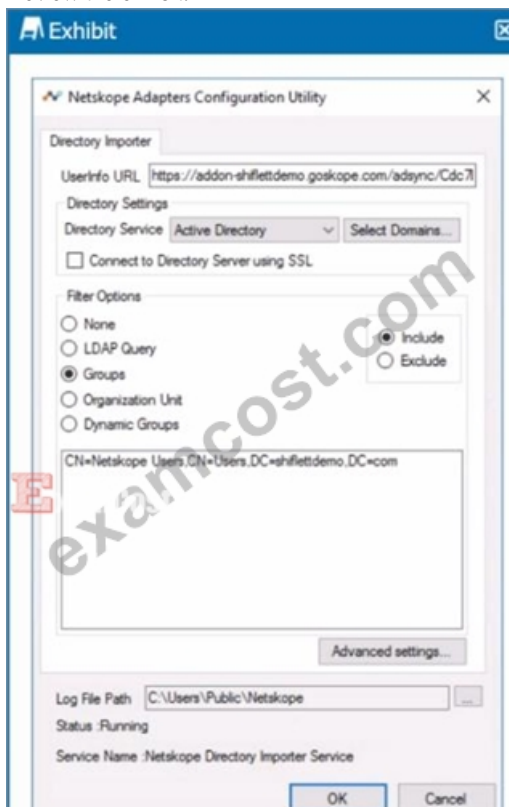 Exhibit
Netskope Adapters Configuration Utility
Directory Importer
UserInfo URL https://addon-shiflettdemo.goskope.com/adsync/Cdc7
Directory Settings
Directory Service Active Directory Select Domains...
Connect to Directory Server using SSL
Filter Options
None
LDAP Query
Groups
Organization Unit
Dynamic Groups
Include
Exclude
CN=Netskope Users,CN=Users,DC=shiflettdemo,DC=com
examcost.com
Advanced settings...
Log File Path C:\Users\Public\Netskope ...
Status :Running
Service Name :Netskope Directory Importer Service
OK Cancel